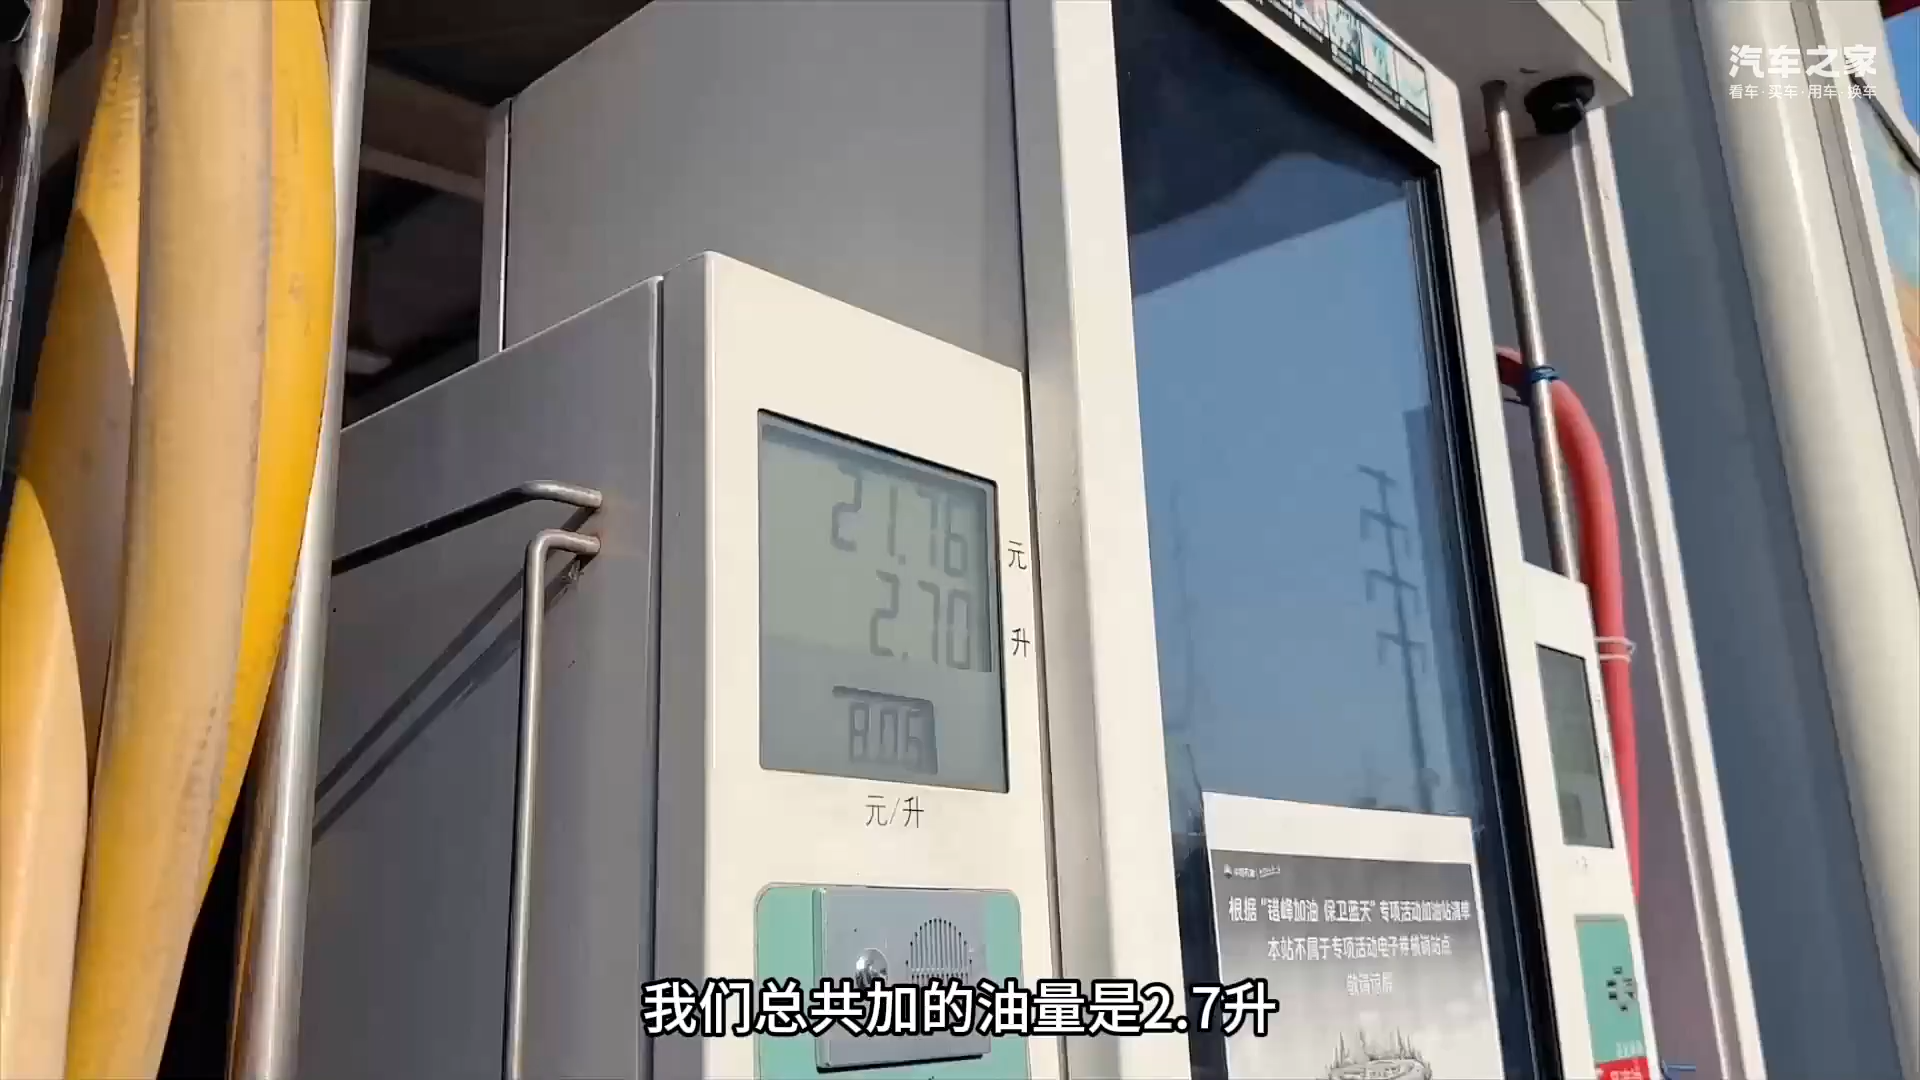 汽车之家
看车·买车·用车·换车
21.76
元
2.70
升
8.06
元/升
根据“错峰加油 保卫蓝天”专项活动加油站清单
本站不属于专项活动电子券核销站点
敬请谅解
我们总共加的油量是2.7升